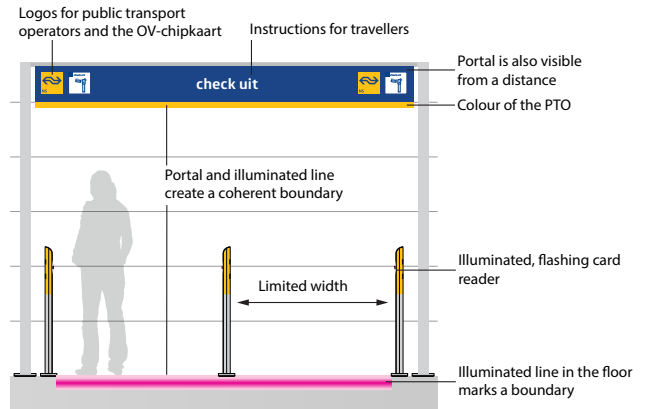 Logos for public transport
operators and the OV-chipkaart
Instructions for travellers
Portal is also visible
from a distance
check uit
NS
NS
Colour of the PTO
Portal and illuminated line
create a coherent boundary
Illuminated, flashing card
reader
Limited width
Illuminated line in the floor
marks a boundary